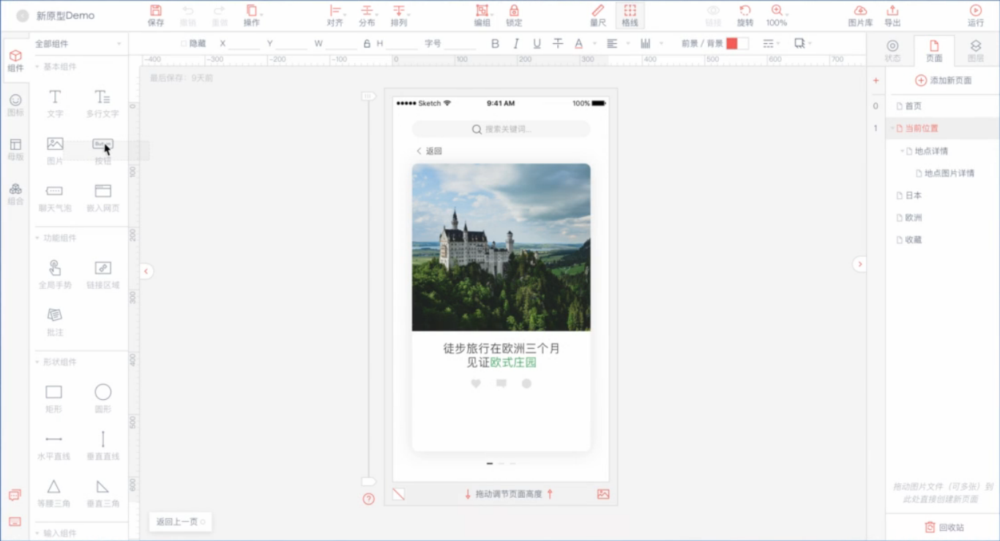 新原型Demo
保存
撤销
重做
操作
对齐
分布
排列
编组
锁定
量尺
格线
链接
旋转
100%
图片库
导出
运行
全部组件
隐藏
X
Y
W
H
字号
B
I
U
A
前景 / 背景
状态
页面
图层
组件
图标
母版
组合
基本组件
文字
多行文字
图片
按钮
聊天气泡
嵌入网页
功能组件
全局手势
链接区域
批注
形状组件
矩形
圆形
水平直线
垂直直线
等腰三角
垂直三角
输入组件
-400
-300
-200
-100
0
100
200
300
400
500
600
700
0
100
200
300
400
500
600
最后保存：9天前
Sketch
9:41 AM
100%
搜索关键词...
返回
徒步旅行在欧洲三个月
见证欧式庄园
拖动调节页面高度
返回上一页
添加新页面
0 首页
1 当前位置
地点详情
地点图片详情
日本
欧洲
收藏
拖动图片文件（可多张）到
此处直接创建新页面
回收站